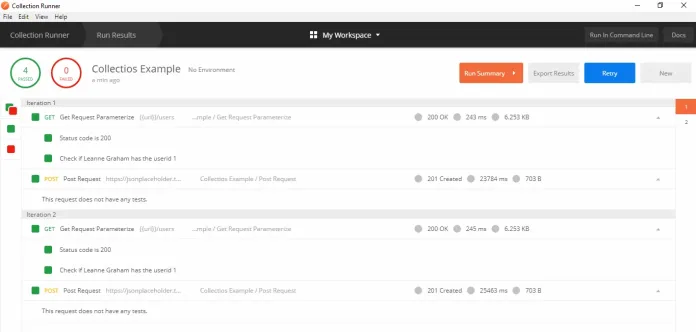 Collection Runner
File Edit View Help
Collection Runner Run Results My Workspace Run In Command Line Docs
4 PASSED 0 FAILED Collectios Example No Environment
a min ago
Run Summary Export Results Retry New
Iteration 1
GET Get Request Parameterize {{url}}/users ...mple / Get Request Parameterize 200 OK 243 ms 6.253 KB
Status code is 200
Check if Leanne Graham has the userid 1
POST Post Request https://jsonplaceholder.t... Collectios Example / Post Request 201 Created 23784 ms 703 B
This request does not have any tests.
Iteration 2
GET Get Request Parameterize {{url}}/users ...mple / Get Request Parameterize 200 OK 245 ms 6.253 KB
Status code is 200
Check if Leanne Graham has the userid 1
POST Post Request https://jsonplaceholder.t... Collectios Example / Post Request 201 Created 25463 ms 703 B
This request does not have any tests.
1
2